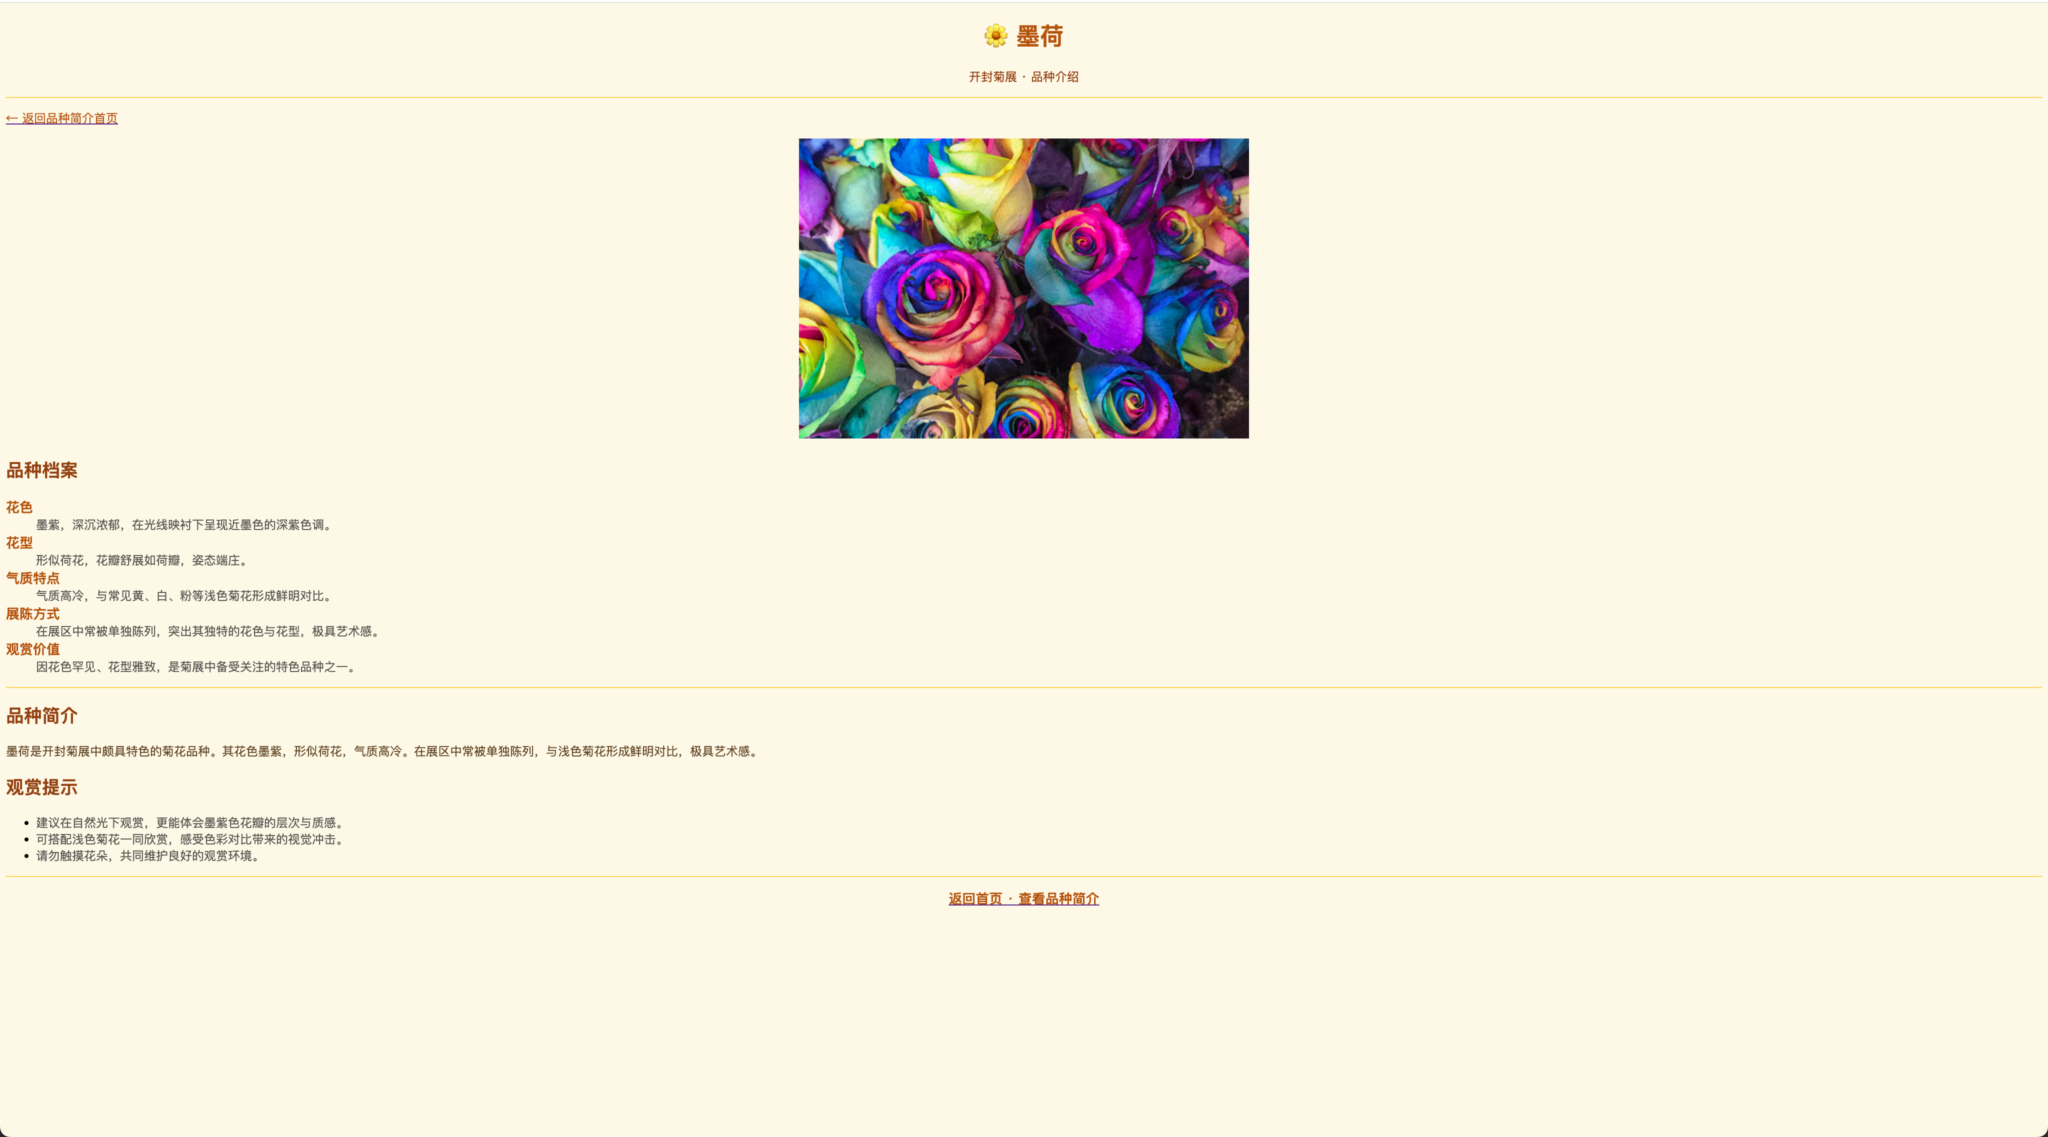 🌼 墨荷
开封菊展 · 品种介绍
← 返回品种简介首页
品种档案
花色
墨紫，深沉浓郁，在光线映衬下呈现近墨色的深紫色调。
花型
形似荷花，花瓣舒展如荷瓣，姿态端庄。
气质特点
气质高冷，与常见黄、白、粉等浅色菊花形成鲜明对比。
展陈方式
在展区中常被单独陈列，突出其独特的花色与花型，极具艺术感。
观赏价值
因花色罕见、花型雅致，是菊展中备受关注的特色品种之一。
品种简介
墨荷是开封菊展中颇具特色的菊花品种。其花色墨紫，形似荷花，气质高冷。在展区中常被单独陈列，与浅色菊花形成鲜明对比，极具艺术感。
观赏提示
• 建议在自然光下观赏，更能体会墨紫色花瓣的层次与质感。
• 可搭配浅色菊花一同欣赏，感受色彩对比带来的视觉冲击。
• 请勿触摸花朵，共同维护良好的观赏环境。
返回首页 · 查看品种简介